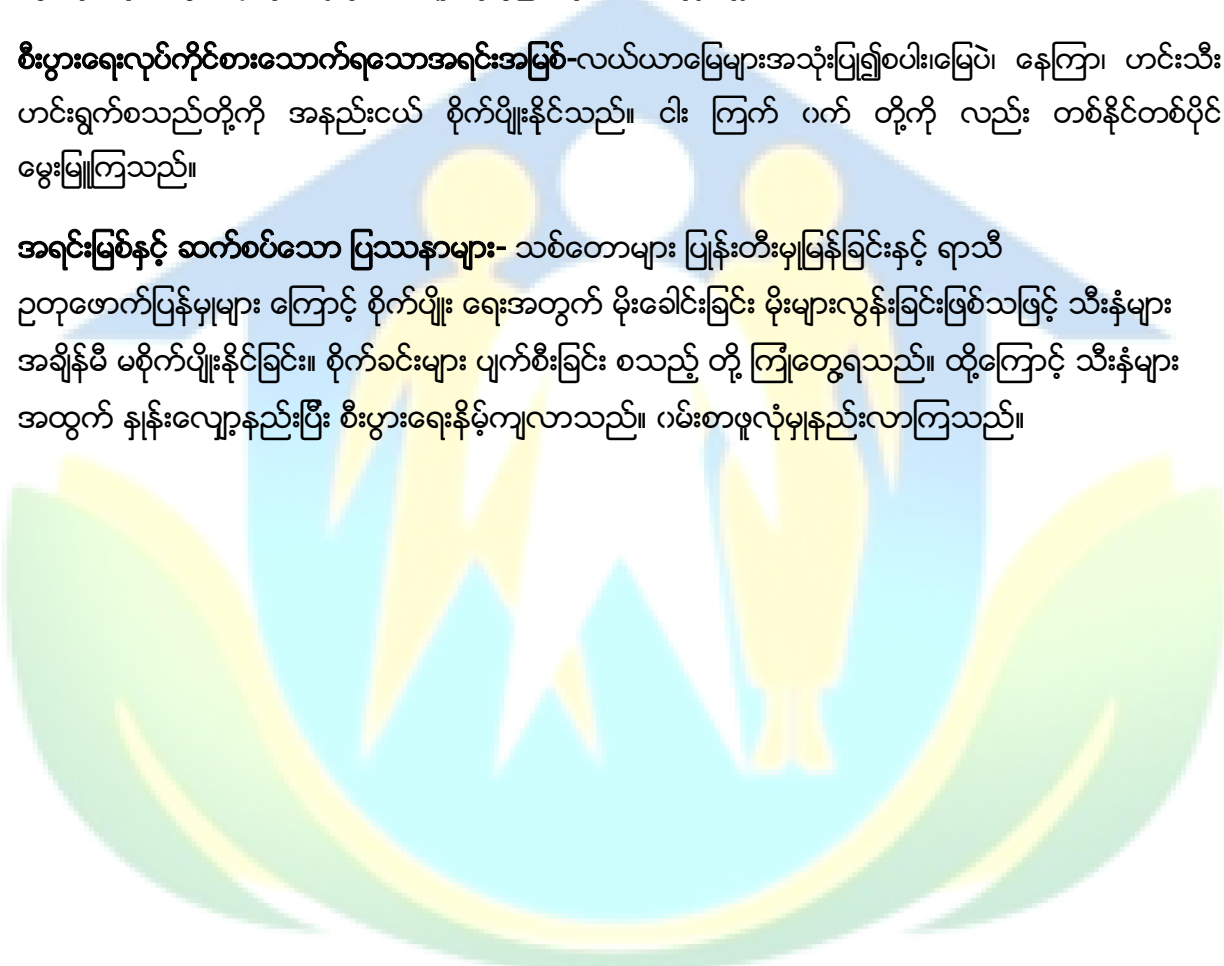 စီးပွားရေးလုပ်ကိုင်စားသောက်ရသောအရင်းအမြစ်-လယ်ယာမြေများအသုံးပြု၍စပါး၊မြေပဲ၊ နေကြာ၊ ဟင်းသီး
ဟင်းရွက်စသည်တို့ကို အနည်းငယ် စိုက်ပျိုးနိုင်သည်။ ငါး ကြက် ၀က် တို့ကို လည်း တစ်နိုင်တစ်ပိုင်
မွေးမြူကြသည်။
အရင်းမြစ်နှင့် ဆက်စပ်သော ပြဿနာများ- သစ်တောများ ပြုန်းတီးမှုမြန်ခြင်းနှင့် ရာသီ
ဥတုဖောက်ပြန်မှုများ ကြောင့် စိုက်ပျိုး ရေးအတွက် မိုးခေါင်းခြင်း မိုးများလွန်းခြင်းဖြစ်သဖြင့် သီးနှံများ
အချိန်မီ မစိုက်ပျိုးနိုင်ခြင်း။ စိုက်ခင်းများ ပျက်စီးခြင်း စသည့် တို့ ကြုံတွေ့ရသည်။ ထို့ကြောင့် သီးနှံများ
အထွက် နှုန်းလျော့နည်းပြီး စီးပွားရေးနိမ့်ကျလာသည်။ ၀မ်းစာဖူလုံမှုနည်းလာကြသည်။